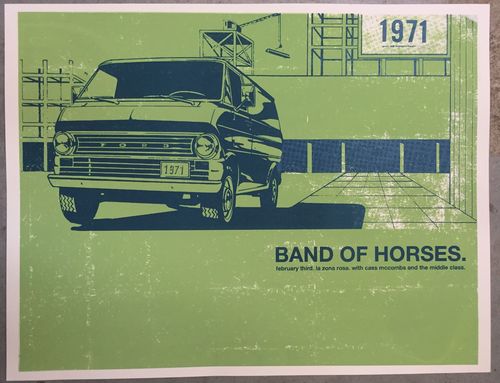 1971
FORD
1971
BAND OF HORSES.
february third. la zona rosa. with cass mccombs and the middle class.